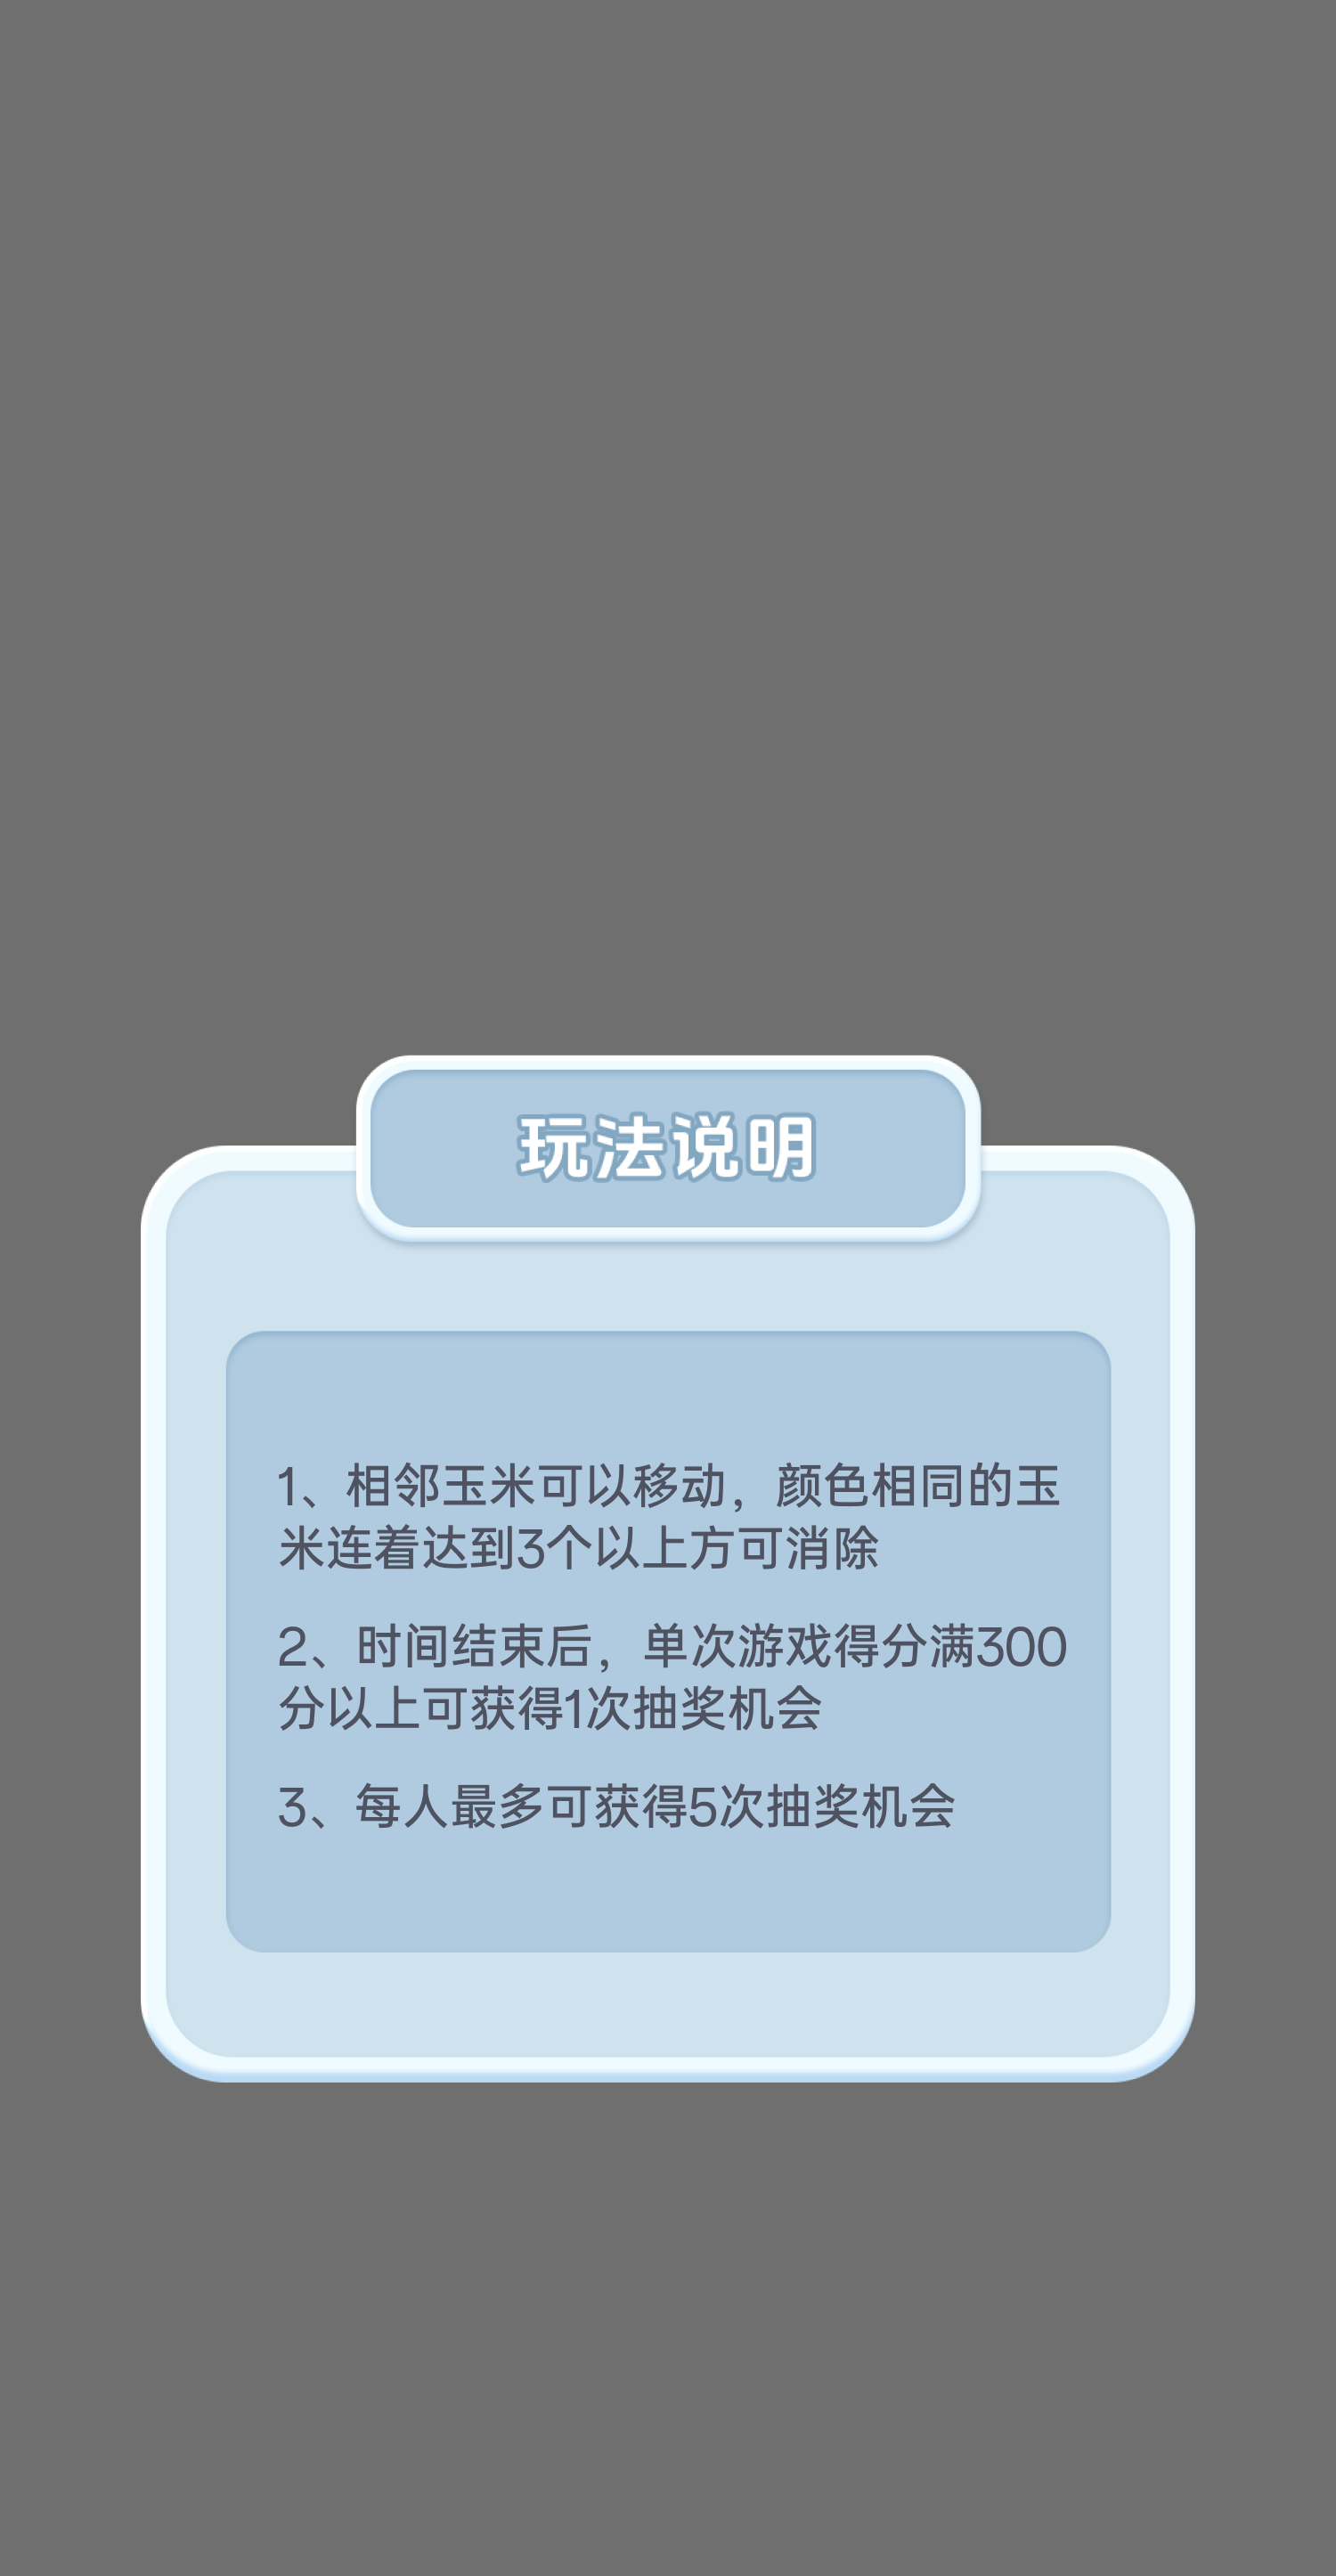 玩法说明
1、相邻玉米可以移动，颜色相同的玉
米连着达到3个以上方可消除
2、时间结束后，单次游戏得分满300
分以上可获得1次抽奖机会
3、每人最多可获得5次抽奖机会